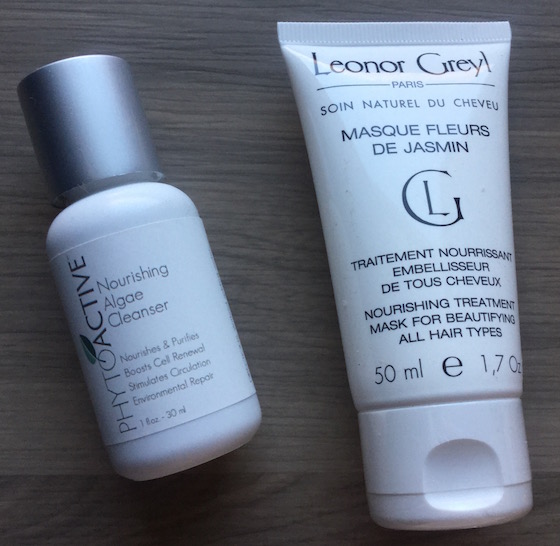 PHYTOACTIVE
Nourishing
Algae
Cleanser
Nourishes & Purifies
Boosts Cell Renewal
Stimulates Circulation
Environmental Repair
1 fl oz. - 30 ml
Leonor Greyl
PARIS
SOIN NATUREL DU CHEVEU
MASQUE FLEURS
DE JASMIN
LG
TRAITEMENT NOURRISSANT
EMBELLISSEUR
DE TOUS CHEVEUX
NOURISHING TREATMENT
MASK FOR BEAUTIFYING
ALL HAIR TYPES
50 ml e 1,7 Oz